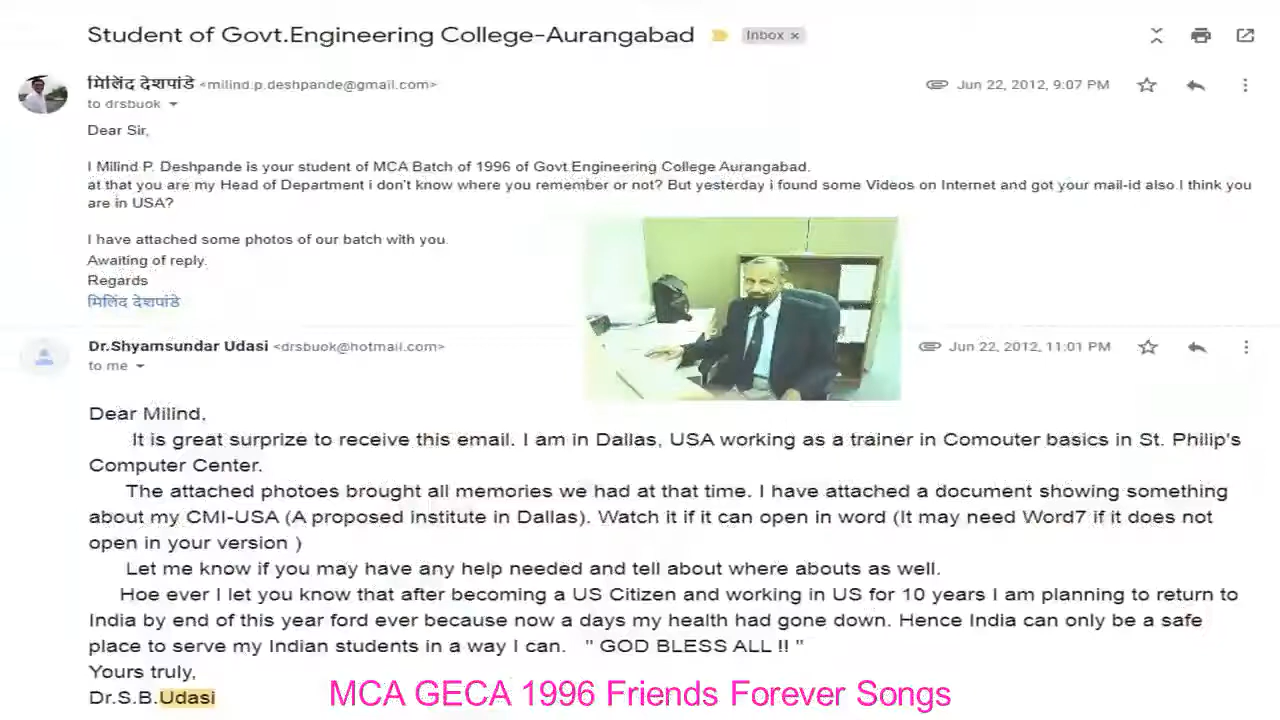 Student of Govt.Engineering College-Aurangabad Inbox ×
मिलिंद देशपांडे <milind.p.deshpande@gmail.com> Jun 22, 2012, 9:07 PM
to drsbuok
Dear Sir,
I Milind P. Deshpande is your student of MCA Batch of 1996 of Govt.Engineering College Aurangabad.
at that you are my Head of Department i don't know where you remember or not? But yesterday i found some Videos on Internet and got your mail-id also.I think you
are in USA?
I have attached some photos of our batch with you.
Awaiting of reply.
Regards
मिलिंद देशपांडे
Dr.Shyamsundar Udasi <drsbuok@hotmail.com> Jun 22, 2012, 11:01 PM
to me
Dear Milind,
It is great surprize to receive this email. I am in Dallas, USA working as a trainer in Comouter basics in St. Philip's
Computer Center.
The attached photoes brought all memories we had at that time. I have attached a document showing something
about my CMI-USA (A proposed institute in Dallas). Watch it if it can open in word (It may need Word7 if it does not
open in your version )
Let me know if you may have any help needed and tell about where abouts as well.
Hoe ever I let you know that after becoming a US Citizen and working in US for 10 years I am planning to return to
India by end of this year ford ever because now a days my health had gone down. Hence India can only be a safe
place to serve my Indian students in a way I can. " GOD BLESS ALL !! "
Yours truly,
Dr.S.B.Udasi
MCA GECA 1996 Friends Forever Songs